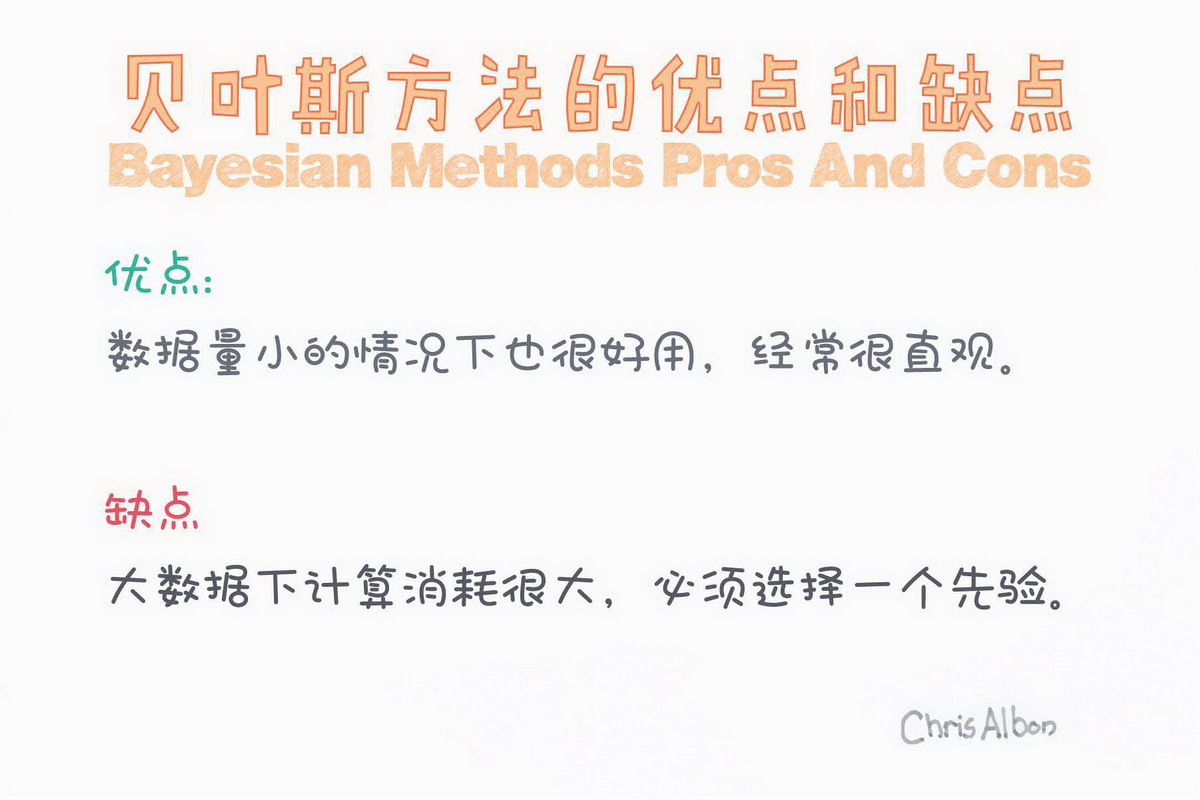 贝叶斯方法的优点和缺点
Bayesian Methods Pros And Cons
优点:
数据量小的情况下也很好用，经常很直观。
缺点
大数据下计算消耗很大，必须选择一个先验。
Chris Albon